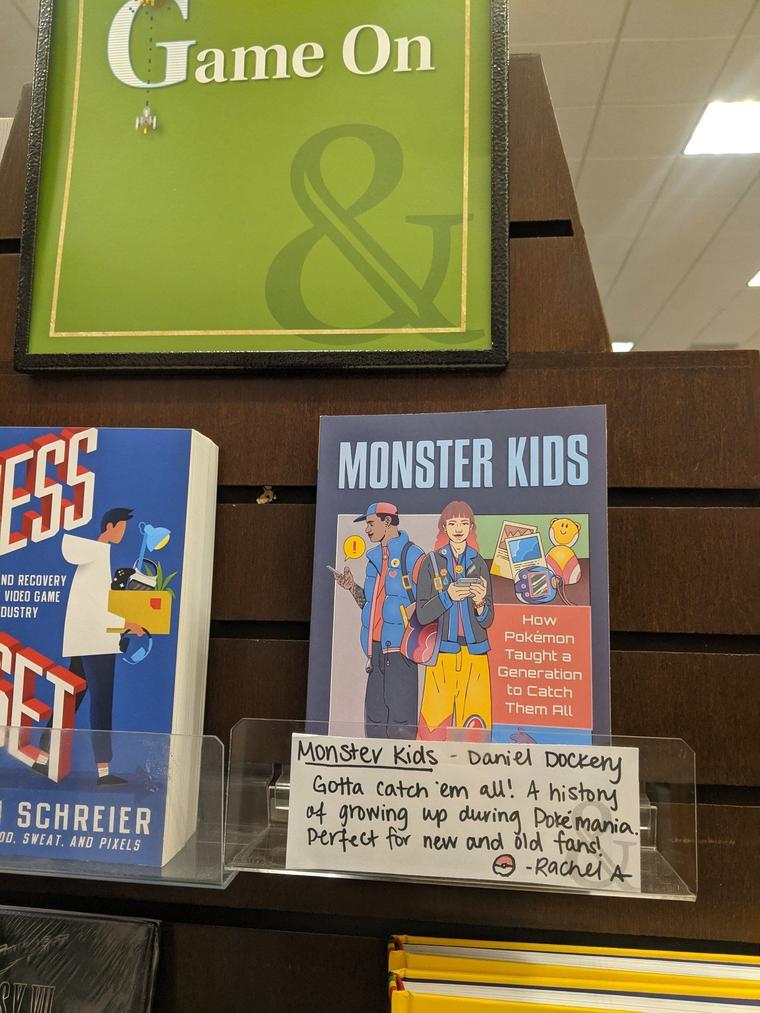 Game On
&
ESS
ND RECOVERY
VIDEO GAME
DUSTRY
SET
SCHREIER
OD, SWEAT, AND PIXELS
MONSTER KIDS
!
How
Pokémon
Taught a
Generation
to Catch
Them All
Monster Kids - Daniel Dockery
Gotta catch 'em all! A history
of growing up during Pokémania.
Perfect for new and old fans!
-Rachel A
&
VII